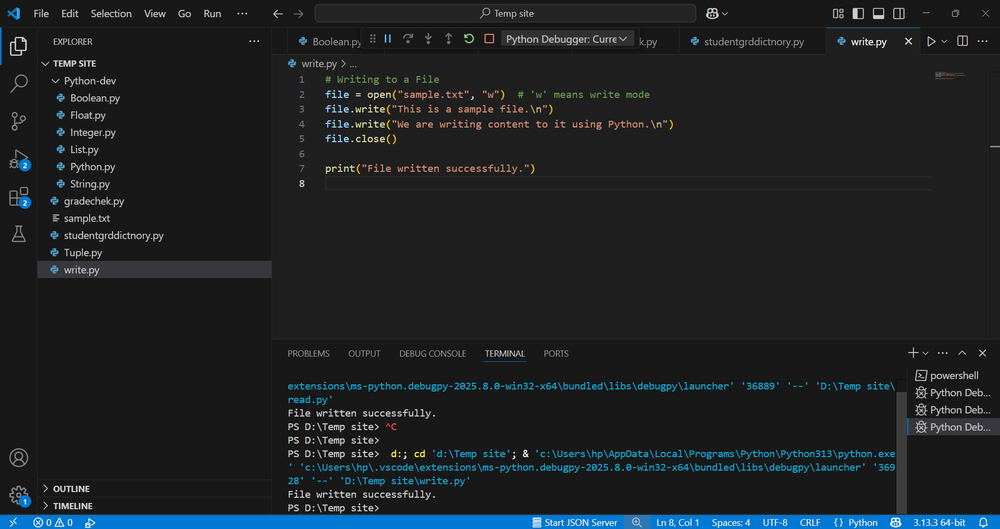 File Edit Selection View Go Run ···
Temp site
EXPLORER ···
TEMP SITE
Python-dev
Boolean.py
Float.py
Integer.py
List.py
Python.py
String.py
gradechek.py
sample.txt
studentgrddictnory.py
Tuple.py
write.py
OUTLINE
TIMELINE
2
2
1
Boolean.py
Python Debugger: Curre
k.py
studentgrddictnory.py
write.py
write.py > ...
1 # Writing to a File
2 file = open("sample.txt", "w")  # 'w' means write mode
3 file.write("This is a sample file.\n")
4 file.write("We are writing content to it using Python.\n")
5 file.close()
6
7 print("File written successfully.")
8
PROBLEMS OUTPUT DEBUG CONSOLE TERMINAL PORTS
extensions\ms-python.debugpy-2025.8.0-win32-x64\bundled\libs\debugpy\launcher' '36889' '--' 'D:\Temp site\
read.py'
File written successfully.
PS D:\Temp site> ^C
PS D:\Temp site>
PS D:\Temp site>  d:; cd 'd:\Temp site'; & 'c:\Users\hp\AppData\Local\Programs\Python\Python313\python.exe
' 'c:\Users\hp\.vscode\extensions\ms-python.debugpy-2025.8.0-win32-x64\bundled\libs\debugpy\launcher' '369
28' '--' 'D:\Temp site\write.py'
File written successfully.
PS D:\Temp site>
powershell
Python Deb...
Python Deb...
Python Deb...
0 0 Start JSON Server Ln 8, Col 1 Spaces: 4 UTF-8 CRLF {} Python 3.13.3 64-bit